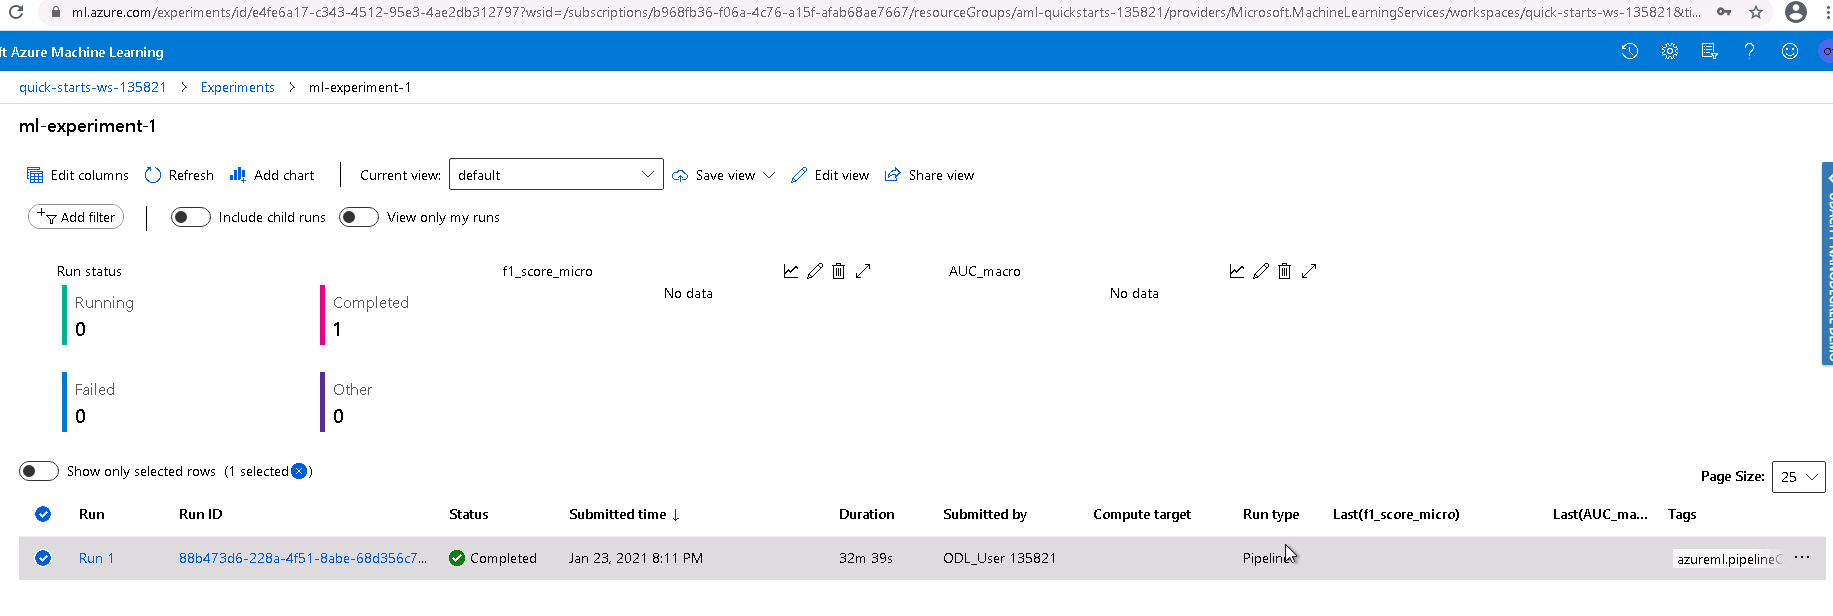 ml.azure.com/experiments/id/e4fe6a17-c343-4512-95e3-4ae2db312797?wsid=/subscriptions/b968fb36-f06a-4c76-a15f-afab68ae7667/resourceGroups/aml-quickstarts-135821/providers/Microsoft.MachineLearningServices/workspaces/quick-starts-ws-135821&ti...
ft Azure Machine Learning
quick-starts-ws-135821 > Experiments > ml-experiment-1
ml-experiment-1
Edit columns Refresh Add chart Current view: default Save view Edit view Share view
Add filter Include child runs View only my runs
Run status f1_score_micro AUC_macro
No data No data
Running Completed
0 1
Failed Other
0 0
Show only selected rows (1 selected )
Page Size: 25
Run Run ID Status Submitted time ↓ Duration Submitted by Compute target Run type Last(f1_score_micro) Last(AUC_ma... Tags
Run 1 88b473d6-228a-4f51-8abe-68d356c7... Completed Jan 23, 2021 8:11 PM 32m 39s ODL_User 135821 Pipeline azureml.pipelineC ...